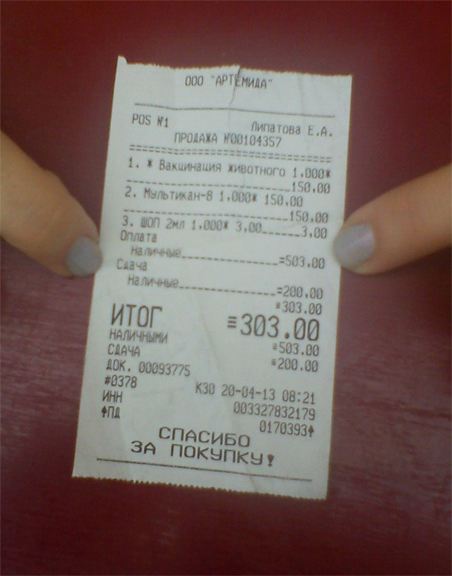 ООО "АРТЕМИДА"
POS №1 Липатова Е.А.
ПРОДАЖА №00104357
1. * Вакцинация животного 1,000*
150,00
2. Мультикан-8 1,000* 150,00
150,00
3. ШОП 2мл 1,000* 3,00 3,00
Оплата
Наличные =503,00
Сдача
Наличные =200,00
*303.00
ИТОГ ≡303.00
НАЛИЧНЫМИ *503.00
СДАЧА *200.00
ДОК. 00093775
#0378 К30 20-04-13 08:21
ИНН 003327832179
ПД 0170393
СПАСИБО
ЗА ПОКУПКУ!